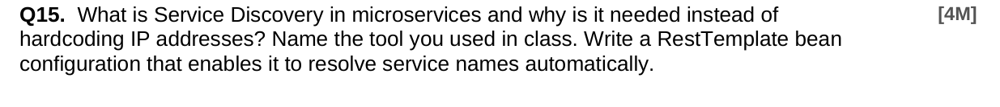 Q15. What is Service Discovery in microservices and why is it needed instead of [4M]
hardcoding IP addresses? Name the tool you used in class. Write a RestTemplate bean
configuration that enables it to resolve service names automatically.